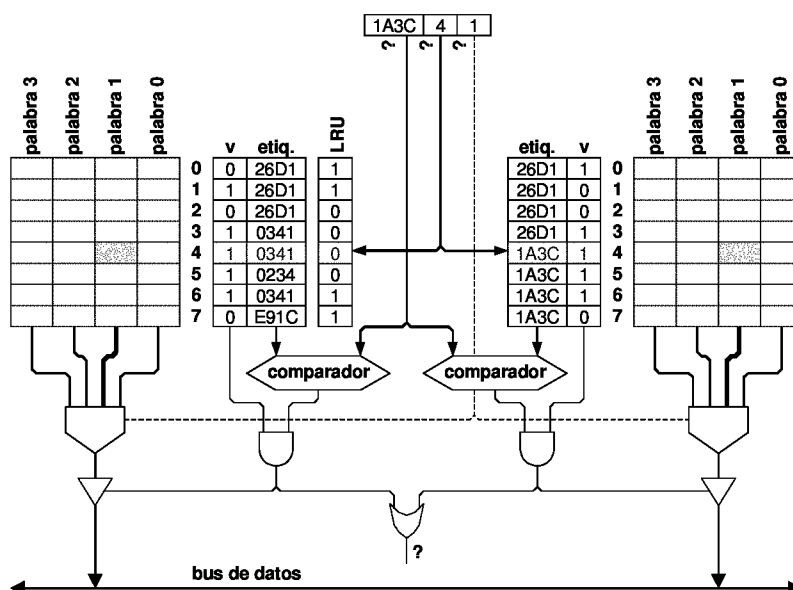 1A3C 4 1
? ? ?
palabra 3 palabra 2 palabra 1 palabra 0
v etiq. LRU
etiq. v
palabra 3 palabra 2 palabra 1 palabra 0
0 0 26D1 1 26D1 1 0
1 1 26D1 1 26D1 0 1
2 0 26D1 0 26D1 0 2
3 1 0341 0 26D1 1 3
4 1 0341 0 1A3C 1 4
5 1 0234 0 1A3C 1 5
6 1 0341 1 1A3C 1 6
7 0 E91C 1 1A3C 0 7
comparador comparador
?
bus de datos